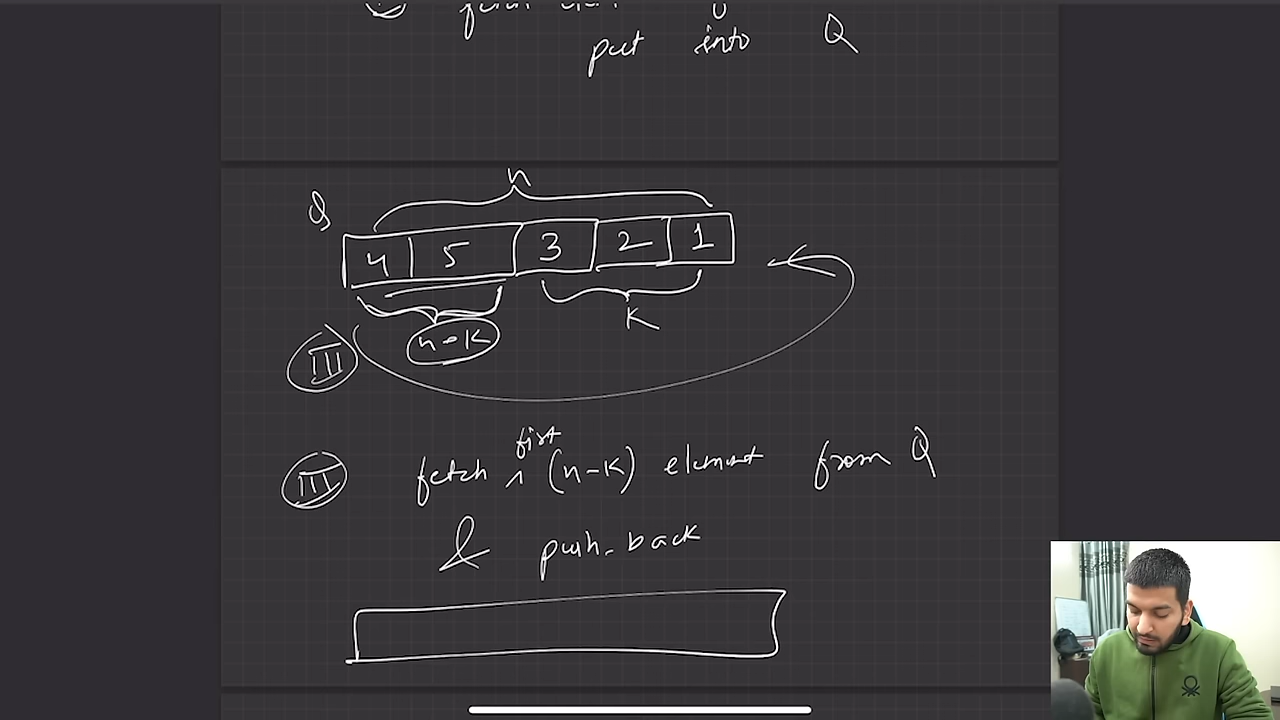 put into Q
n
Q
4 5 3 2 1
n-k K
III
first
III fetch ^ (n-k) element from Q
& push_back